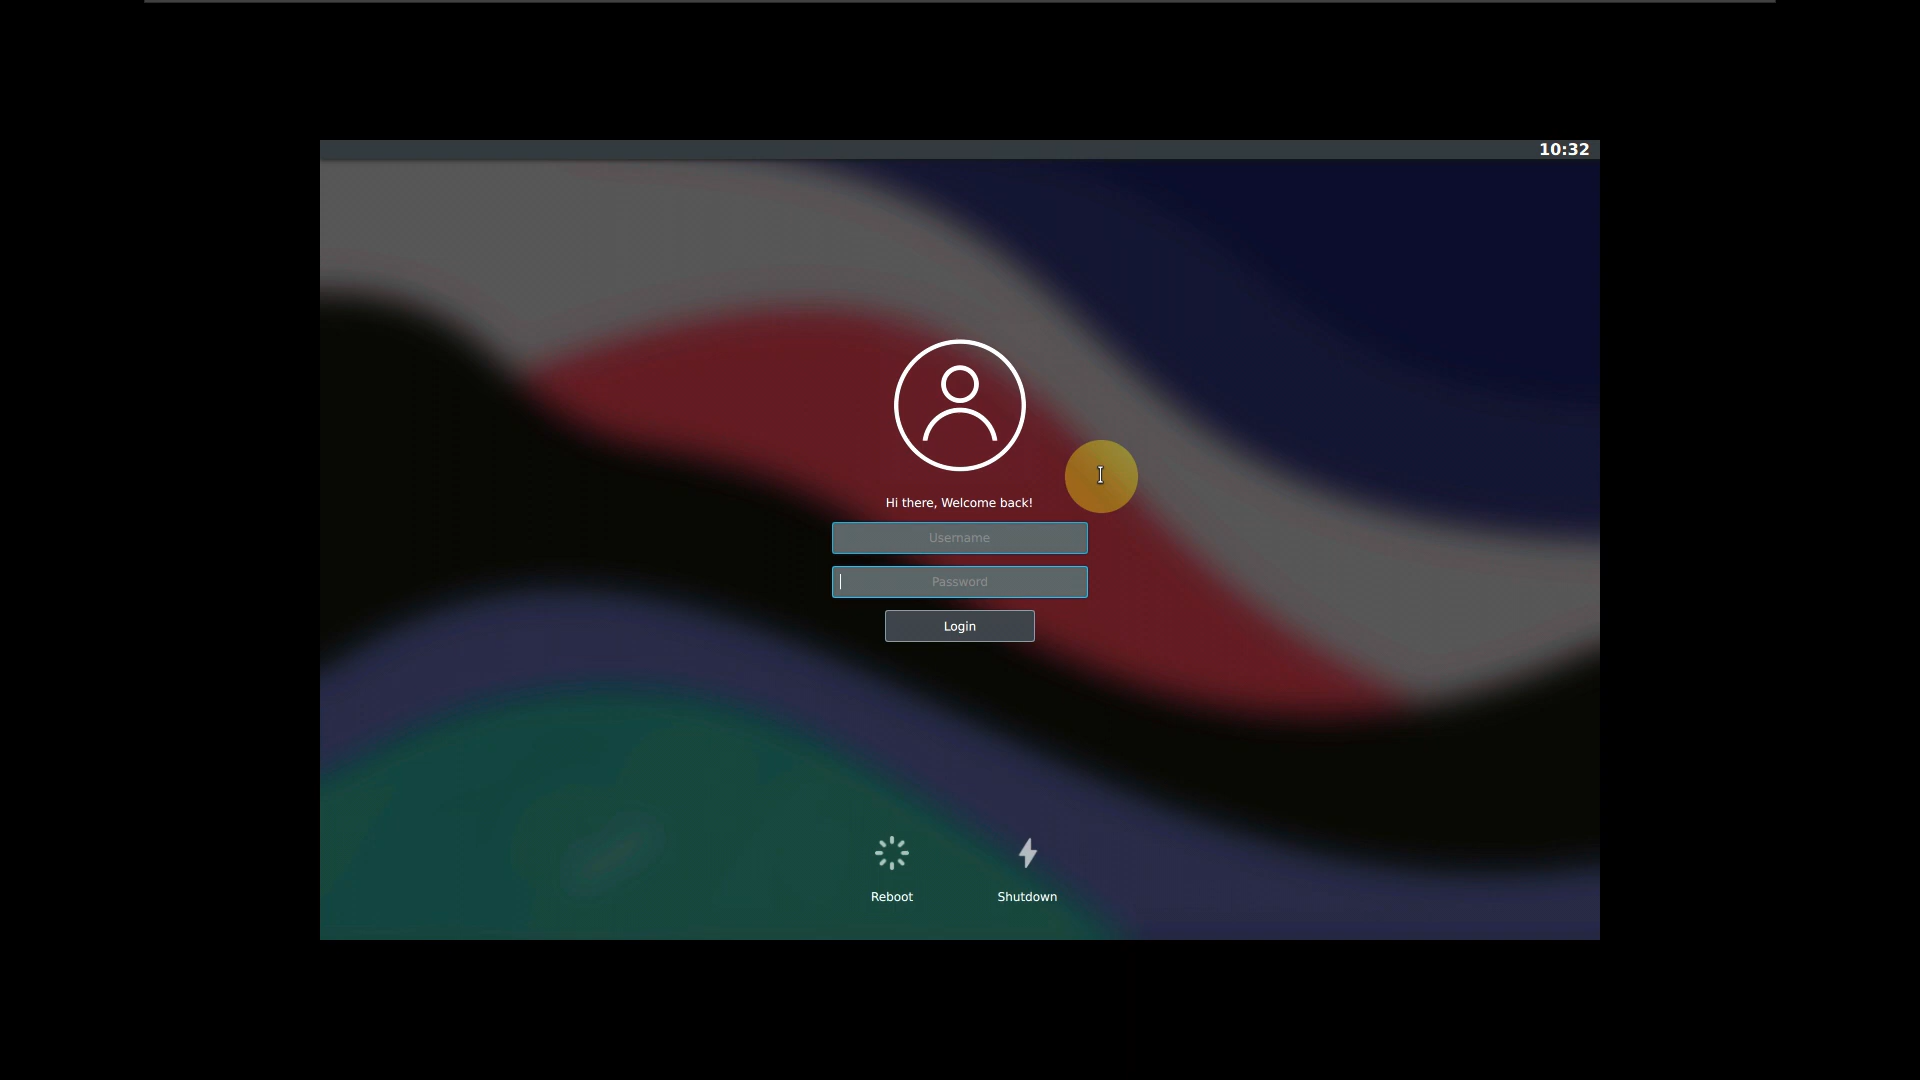 10:32
Hi there, Welcome back!
Username
Password
Login
Reboot
Shutdown